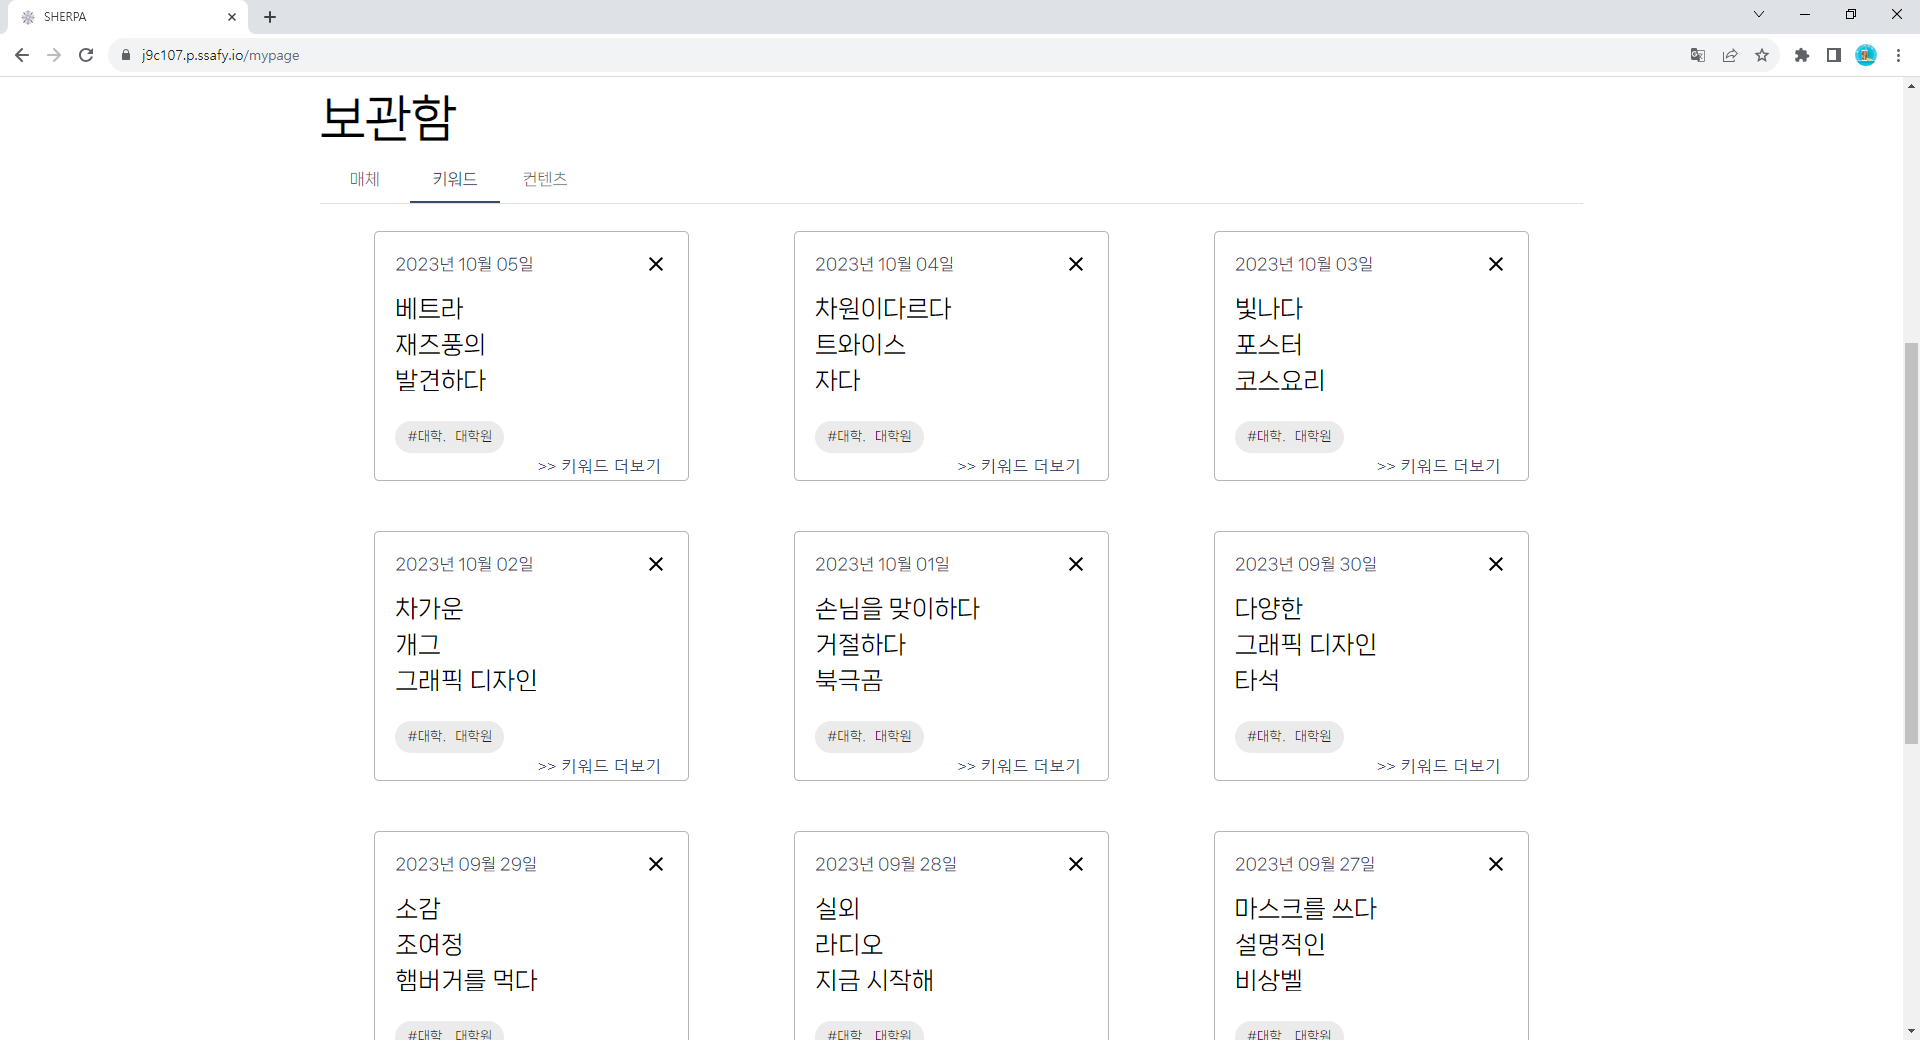 SHERPA
j9c107.p.ssafy.io/mypage
보관함
매체 키워드 컨텐츠
2023년 10월 05일
베트라
재즈풍의
발견하다
#대학, 대학원
>> 키워드 더보기
2023년 10월 04일
차원이다르다
트와이스
자다
#대학, 대학원
>> 키워드 더보기
2023년 10월 03일
빛나다
포스터
코스요리
#대학, 대학원
>> 키워드 더보기
2023년 10월 02일
차가운
개그
그래픽 디자인
#대학, 대학원
>> 키워드 더보기
2023년 10월 01일
손님을 맞이하다
거절하다
북극곰
#대학, 대학원
>> 키워드 더보기
2023년 09월 30일
다양한
그래픽 디자인
타석
#대학, 대학원
>> 키워드 더보기
2023년 09월 29일
소감
조여정
햄버거를 먹다
#대학, 대학원
2023년 09월 28일
실외
라디오
지금 시작해
#대학, 대학원
2023년 09월 27일
마스크를 쓰다
설명적인
비상벨
#대학, 대학원